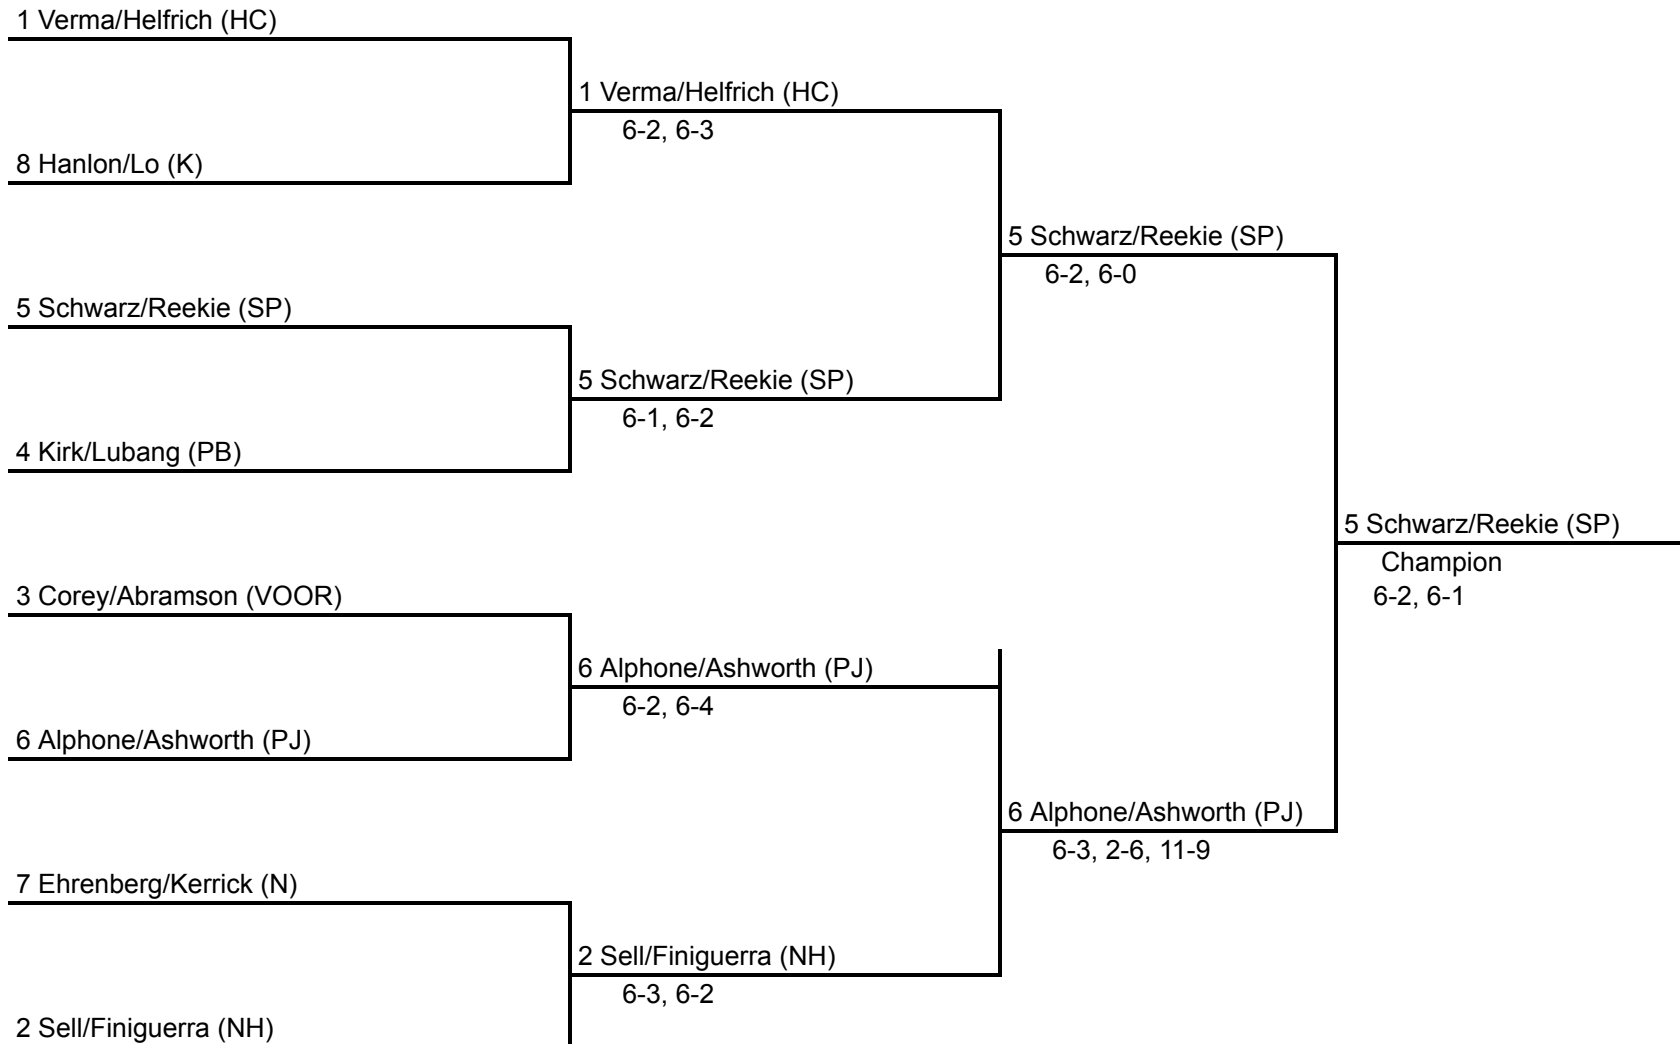 1 Verma/Helfrich (HC)
1 Verma/Helfrich (HC)
6-2, 6-3
8 Hanlon/Lo (K)
5 Schwarz/Reekie (SP)
6-2, 6-0
5 Schwarz/Reekie (SP)
5 Schwarz/Reekie (SP)
6-1, 6-2
4 Kirk/Lubang (PB)
5 Schwarz/Reekie (SP)
Champion
6-2, 6-1
3 Corey/Abramson (VOOR)
6 Alphone/Ashworth (PJ)
6-2, 6-4
6 Alphone/Ashworth (PJ)
6 Alphone/Ashworth (PJ)
6-3, 2-6, 11-9
7 Ehrenberg/Kerrick (N)
2 Sell/Finiguerra (NH)
6-3, 6-2
2 Sell/Finiguerra (NH)